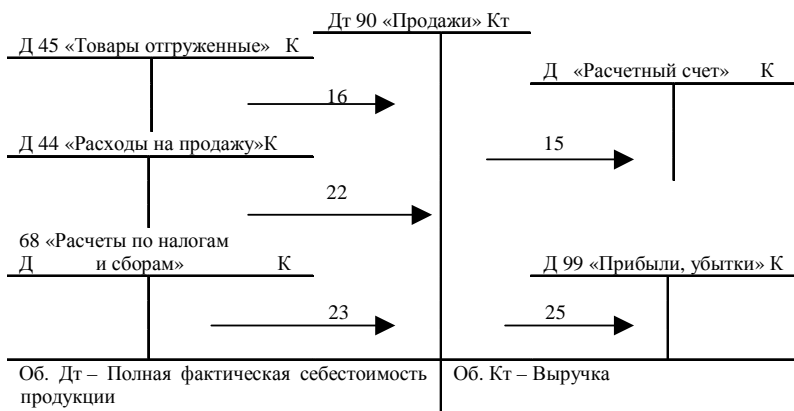 Дт 90 «Продажи» Кт
Д 45 «Товары отгруженные» К
Д «Расчетный счет» К
16
Д 44 «Расходы на продажу»К
15
22
68 «Расчеты по налогам
Д и сборам» К
Д 99 «Прибыли, убытки» К
23
25
Об. Дт – Полная фактическая себестоимость
продукции
Об. Кт – Выручка